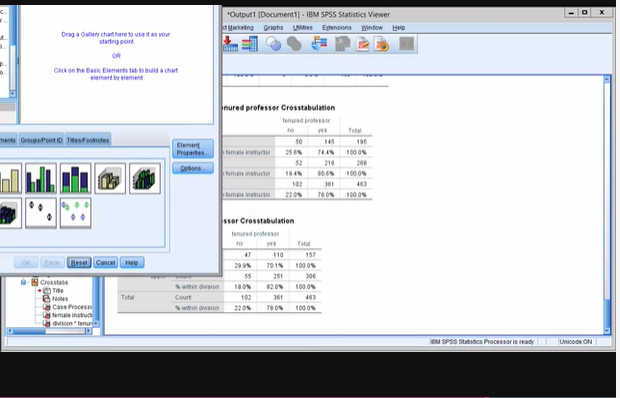 *Output1 [Document1] - IBM SPSS Statistics Viewer
Marketing Graphs Utilities Extensions Window Help
Drag a Gallery chart here to use it as your
starting point
OR
Click on the Basic Elements tab to build a chart
element by element
Groups/Point ID Titles/Footnotes
Element
Properties...
Options...
Reset Cancel Help
tenured professor Crosstabulation
tenured professor
no yes Total
50 145 195
female instructor 25.6% 74.4% 100.0%
52 216 268
female instructor 19.4% 80.6% 100.0%
102 361 463
female instructor 22.0% 78.0% 100.0%
Crosstabulation
tenured professor
no yes Total
47 110 157
29.9% 70.1% 100.0%
55 251 306
% within division 18.0% 82.0% 100.0%
Total Count 102 361 463
% within division 22.0% 78.0% 100.0%
Crosstabs
Title
Notes
Case Processi
female instruct
division * tenur
IBM SPSS Statistics Processor is ready Unicode:ON